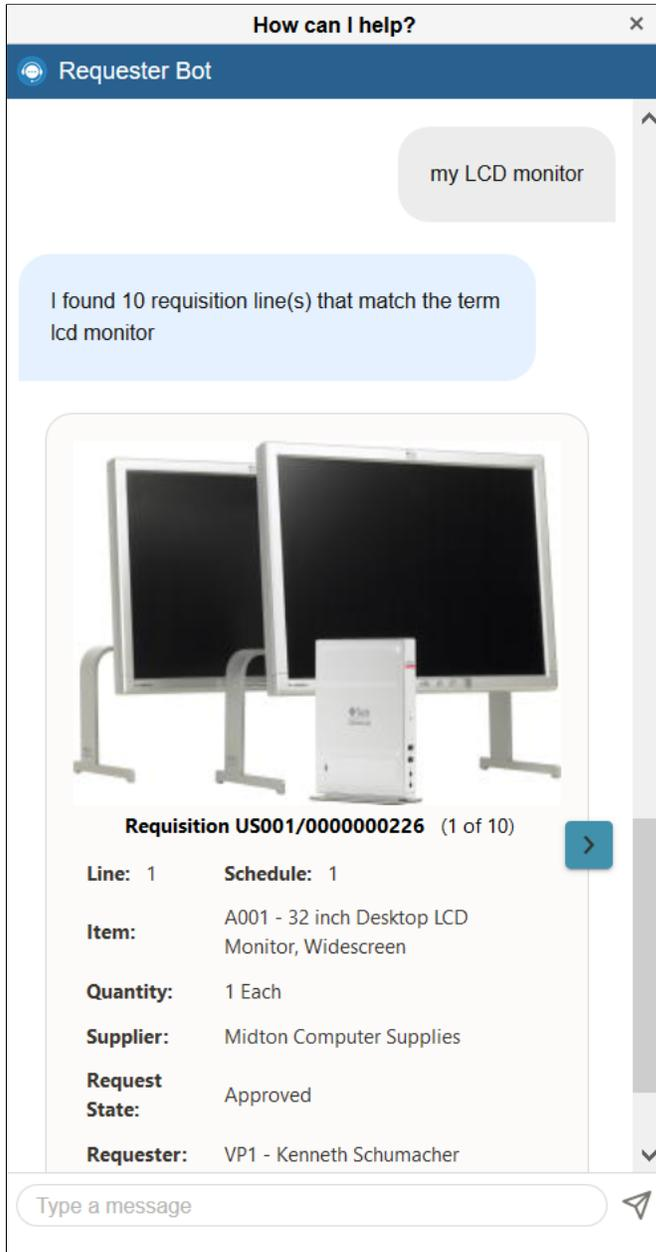 How can I help?
Requester Bot
my LCD monitor
I found 10 requisition line(s) that match the term
lcd monitor
Sun
Requisition US001/0000000226 (1 of 10)
Line: 1 Schedule: 1
Item: A001 - 32 inch Desktop LCD
Monitor, Widescreen
Quantity: 1 Each
Supplier: Midton Computer Supplies
Request
State: Approved
Requester: VP1 - Kenneth Schumacher
Type a message